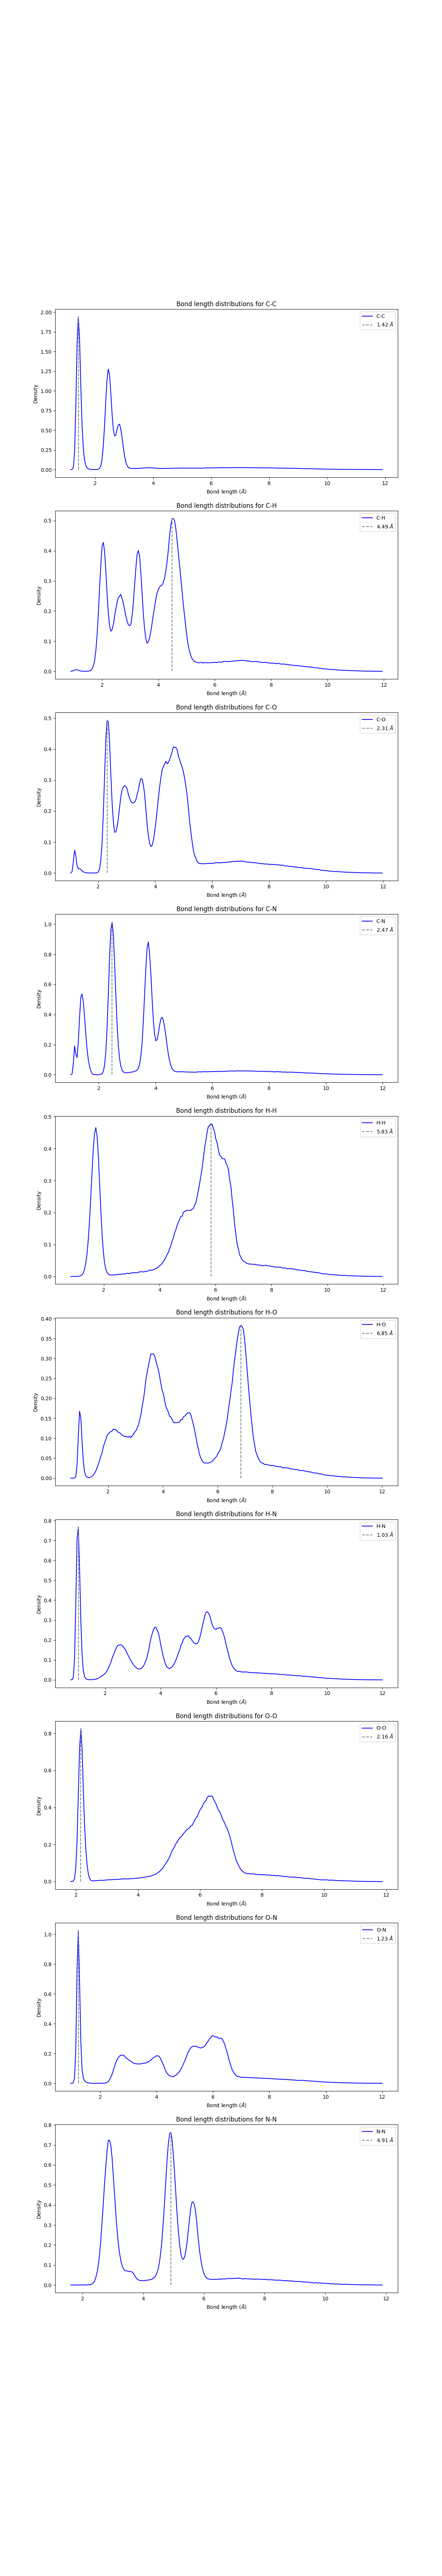 Bond length distributions for C-C
2.00
1.75
1.50
1.25
1.00
0.75
0.50
0.25
0.00
Density
C-C
1.42 Å
2 4 6 8 10 12
Bond length (Å)
Bond length distributions for C-H
0.5
0.4
0.3
0.2
0.1
0.0
Density
C-H
4.49 Å
2 4 6 8 10 12
Bond length (Å)
Bond length distributions for C-O
0.5
0.4
0.3
0.2
0.1
0.0
Density
C-O
2.31 Å
2 4 6 8 10 12
Bond length (Å)
Bond length distributions for C-N
1.0
0.8
0.6
0.4
0.2
0.0
Density
C-N
2.47 Å
2 4 6 8 10 12
Bond length (Å)
Bond length distributions for H-H
0.5
0.4
0.3
0.2
0.1
0.0
Density
H-H
5.83 Å
2 4 6 8 10 12
Bond length (Å)
Bond length distributions for H-O
0.40
0.35
0.30
0.25
0.20
0.15
0.10
0.05
0.00
Density
H-O
6.85 Å
2 4 6 8 10 12
Bond length (Å)
Bond length distributions for H-N
0.8
0.7
0.6
0.5
0.4
0.3
0.2
0.1
0.0
Density
H-N
1.03 Å
2 4 6 8 10 12
Bond length (Å)
Bond length distributions for O-O
0.8
0.6
0.4
0.2
0.0
Density
O-O
2.16 Å
2 4 6 8 10 12
Bond length (Å)
Bond length distributions for O-N
1.0
0.8
0.6
0.4
0.2
0.0
Density
O-N
1.23 Å
2 4 6 8 10 12
Bond length (Å)
Bond length distributions for N-N
0.8
0.7
0.6
0.5
0.4
0.3
0.2
0.1
0.0
Density
N-N
4.91 Å
2 4 6 8 10 12
Bond length (Å)